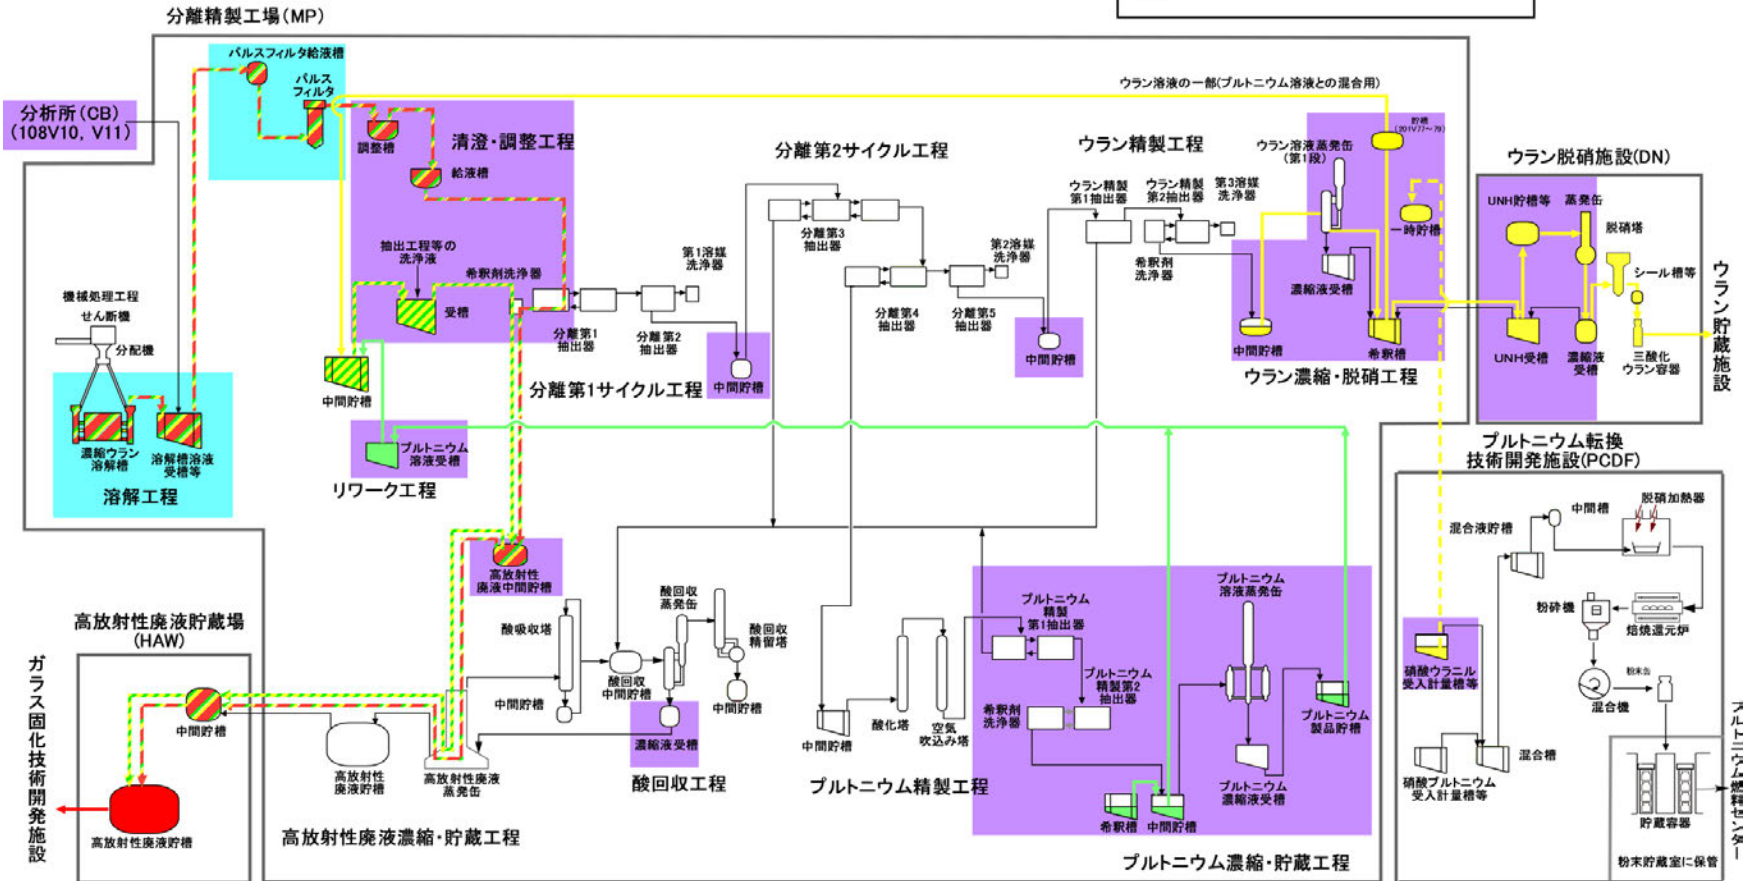 分離精製工場(MP)
パルスフィルタ給液槽
パルス
フィルタ
分析所(CB)
(108V10, V11)
調整槽
清澄・調整工程
給液槽
抽出工程等の
洗浄液
受槽
希釈剤洗浄器
分離第1
抽出器
分離第2
抽出器
第1溶媒
洗浄器
分離第1サイクル工程
中間貯槽
機械処理工程
せん断機
分配機
濃縮ウラン
溶解槽
溶解槽溶液
受槽等
溶解工程
中間貯槽
プルトニウム
溶液受槽
リワーク工程
分離第2サイクル工程
分離第3
抽出器
分離第4
抽出器
分離第5
抽出器
第2溶媒
洗浄器
中間貯槽
ウラン溶液の一部(プルトニウム溶液との混合用)
ウラン精製工程
ウラン精製
第1抽出器
ウラン精製
第2抽出器
第3溶媒
洗浄器
希釈剤
洗浄器
ウラン溶液蒸発缶
(第1段)
貯槽
(201V77~79)
一時貯槽
濃縮液受槽
中間貯槽
希釈槽
ウラン濃縮・脱硝工程
ウラン脱硝施設(DN)
UNH貯槽等
蒸発缶
脱硝塔
シール槽等
UNH受槽
濃縮液
受槽
三酸化
ウラン容器
ウラン貯蔵施設
プルトニウム転換
技術開発施設(PCDF)
脱硝加熱器
中間槽
混合液貯槽
粉砕機
焙焼還元炉
硝酸ウラニル
受入計量槽等
粉末缶
混合機
混合槽
硝酸プルトニウム
受入計量槽等
貯蔵容器
粉末貯蔵室に保管
プルトニウム燃料センター
高放射性
廃液中間貯槽
高放射性廃液貯蔵場
(HAW)
ガラス固化技術開発施設
中間貯槽
高放射性廃液貯槽
高放射性
廃液貯槽
高放射性廃液
蒸発缶
高放射性廃液濃縮・貯蔵工程
酸吸収塔
中間貯槽
酸回収
中間貯槽
酸回収
蒸発缶
酸回収
精留塔
中間貯槽
濃縮液受槽
酸回収工程
中間貯槽
酸化塔
空気
吹込み塔
プルトニウム精製工程
プルトニウム
精製
第1抽出器
プルトニウム
精製第2
抽出器
希釈剤
洗浄器
プルトニウム
溶液蒸発缶
プルトニウム
製品貯槽
プルトニウム
濃縮液受槽
希釈槽
中間貯槽
プルトニウム濃縮・貯蔵工程